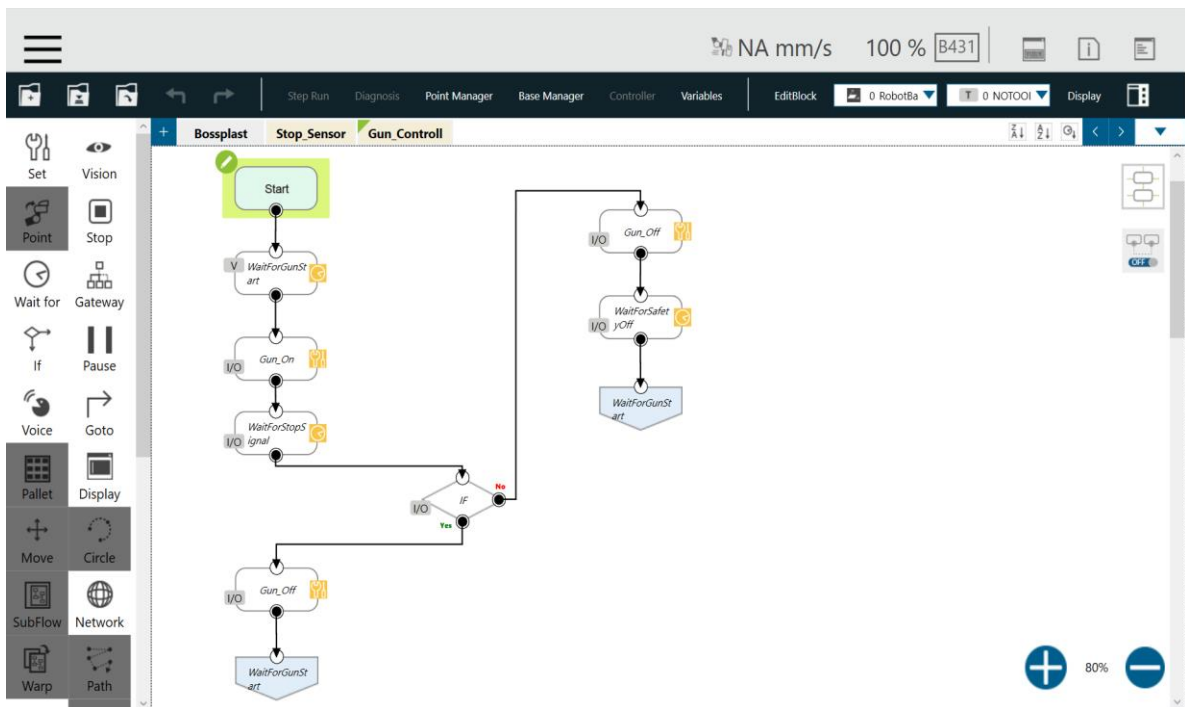 NA mm/s 100 % B431
Step Run Diagnosis Point Manager Base Manager Controller Variables EditBlock 0 RobotBa T 0 NOTOOl Display
+ Bossplast Stop_Sensor Gun_Controll
Set Vision
Point Stop
Wait for Gateway
If Pause
Voice Goto
Pallet Display
Move Circle
SubFlow Network
Warp Path
Start
V WaitForGunSt
art
I/O Gun_On
I/O WaitForStopS
ignal
I/O IF No
Yes
I/O Gun_Off
WaitForGunSt
art
I/O Gun_Off
I/O WaitForSafet
yOff
WaitForGunSt
art
OFF
80%